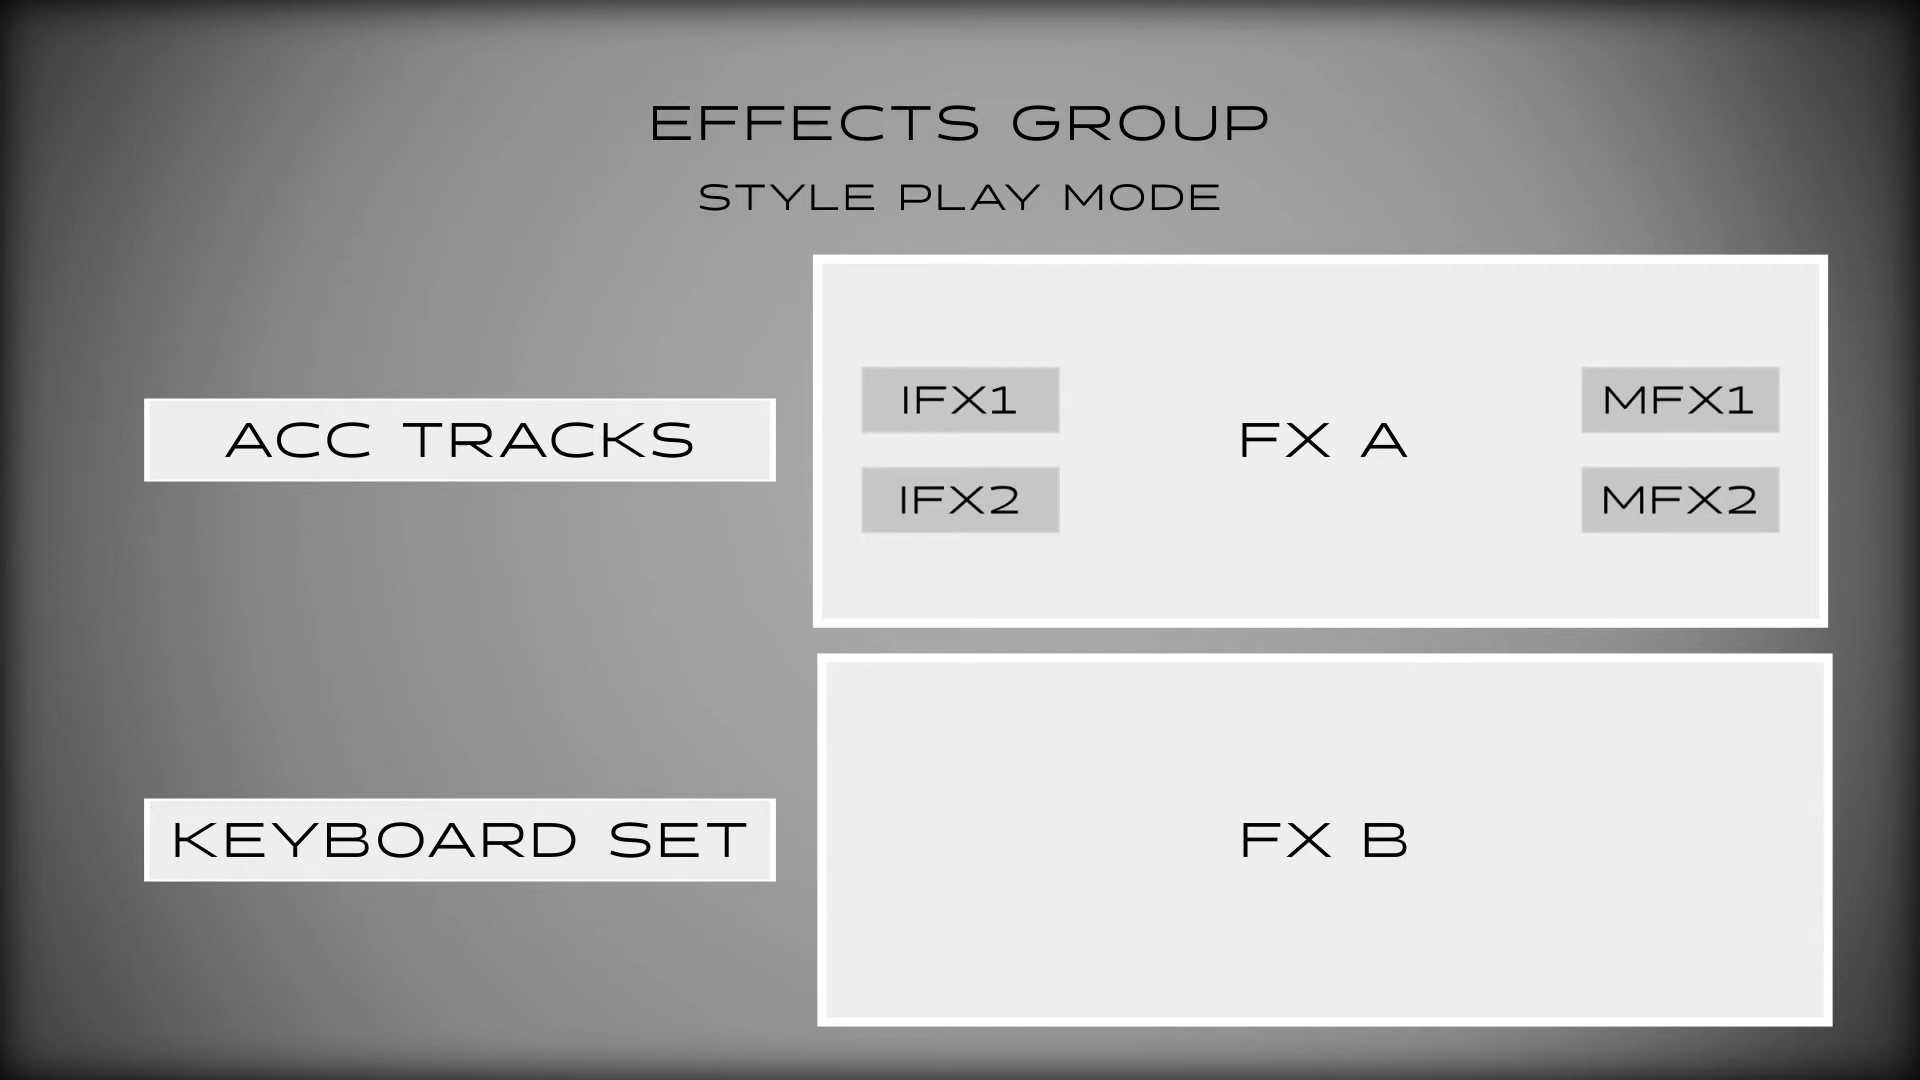 EFFECTS GROUP
STYLE PLAY MODE
ACC TRACKS
IFX1
IFX2
FX A
MFX1
MFX2
KEYBOARD SET
FX B